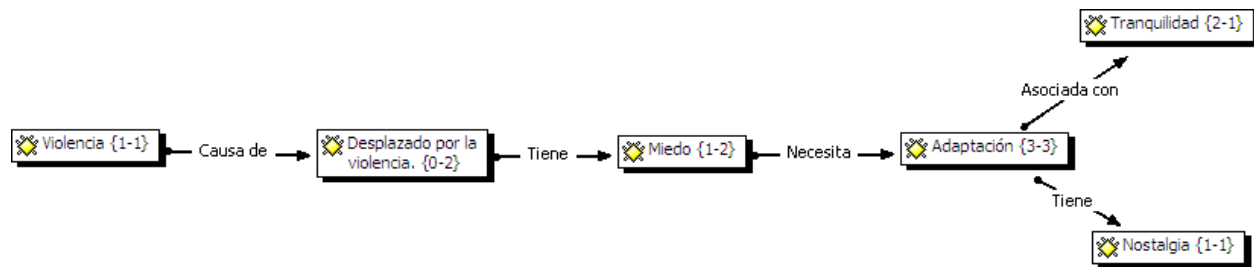 Tranquilidad {2-1}
Asociada con
Violencia {1-1}
Causa de
Desplazado por la
violencia. {0-2}
Tiene
Miedo {1-2}
Necesita
Adaptación {3-3}
Tiene
Nostalgia {1-1}